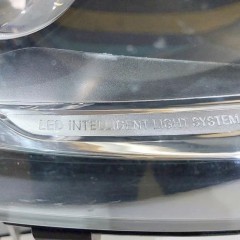 LED INTELLIGENT LIGHT SYSTEM